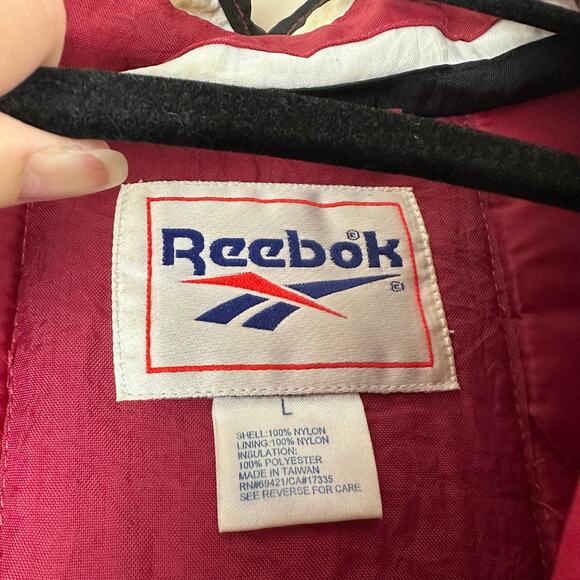 Reebok®
®
L
SHELL:100% NYLON
LINING:100% NYLON
INSULATION:
100% POLYESTER
MADE IN TAIWAN
RN#69421/CA#17335
SEE REVERSE FOR CARE